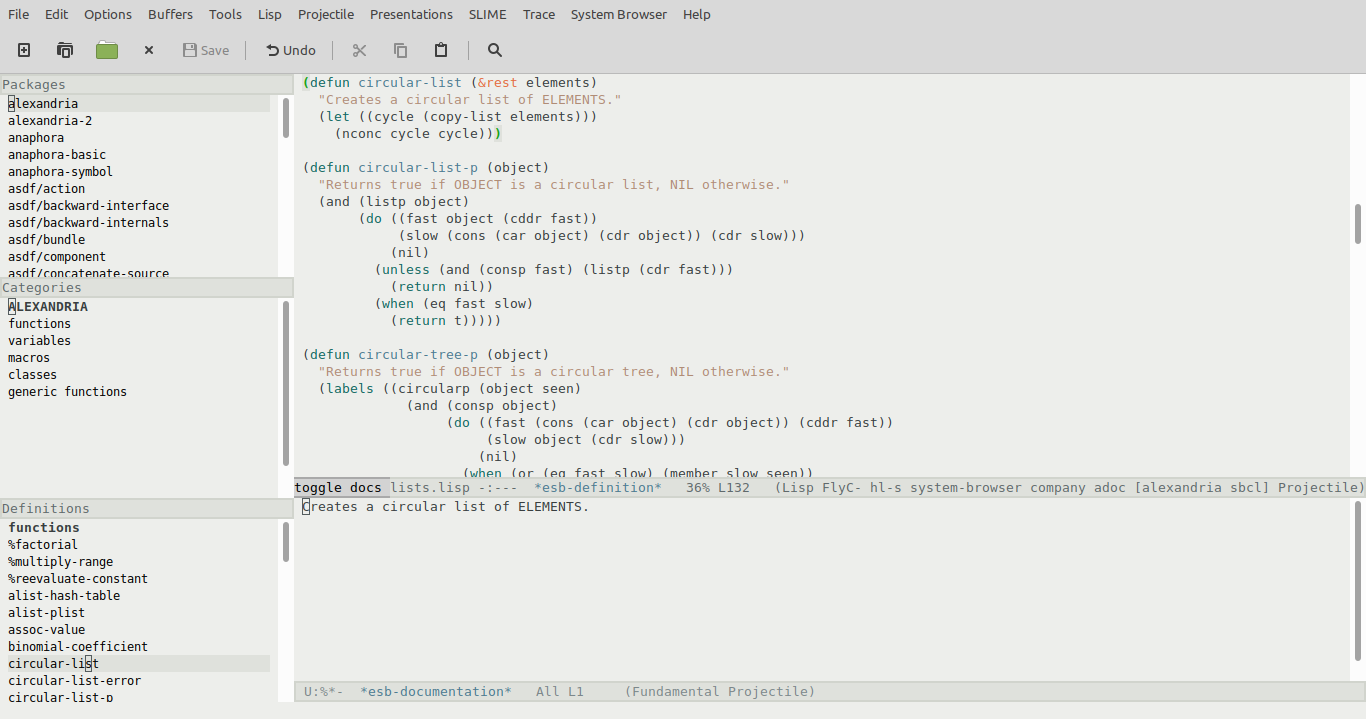 File Edit Options Buffers Tools Lisp Projectile Presentations SLIME Trace System Browser Help
Save Undo
Packages
alexandria
alexandria-2
anaphora
anaphora-basic
anaphora-symbol
asdf/action
asdf/backward-interface
asdf/backward-internals
asdf/bundle
asdf/component
asdf/concatenate-source
Categories
ALEXANDRIA
functions
variables
macros
classes
generic functions
Definitions
functions
%factorial
%multiply-range
%reevaluate-constant
alist-hash-table
alist-plist
assoc-value
binomial-coefficient
circular-list
circular-list-error
circular-list-p
(defun circular-list (&rest elements)
  "Creates a circular list of ELEMENTS."
  (let ((cycle (copy-list elements)))
    (nconc cycle cycle)))

(defun circular-list-p (object)
  "Returns true if OBJECT is a circular list, NIL otherwise."
  (and (listp object)
       (do ((fast object (cddr fast))
            (slow (cons (car object) (cdr object)) (cdr slow)))
           (nil)
         (unless (and (consp fast) (listp (cdr fast)))
           (return nil))
         (when (eq fast slow)
           (return t)))))

(defun circular-tree-p (object)
  "Returns true if OBJECT is a circular tree, NIL otherwise."
  (labels ((circularp (object seen)
             (and (consp object)
                  (do ((fast (cons (car object) (cdr object)) (cddr fast))
                       (slow object (cdr slow)))
                      (nil)
                    (when (or (eq fast slow) (member slow seen))
toggle docs lists.lisp -:--- *esb-definition* 36% L132 (Lisp FlyC- hl-s system-browser company adoc [alexandria sbcl] Projectile)
Creates a circular list of ELEMENTS.
U:%*- *esb-documentation* All L1 (Fundamental Projectile)